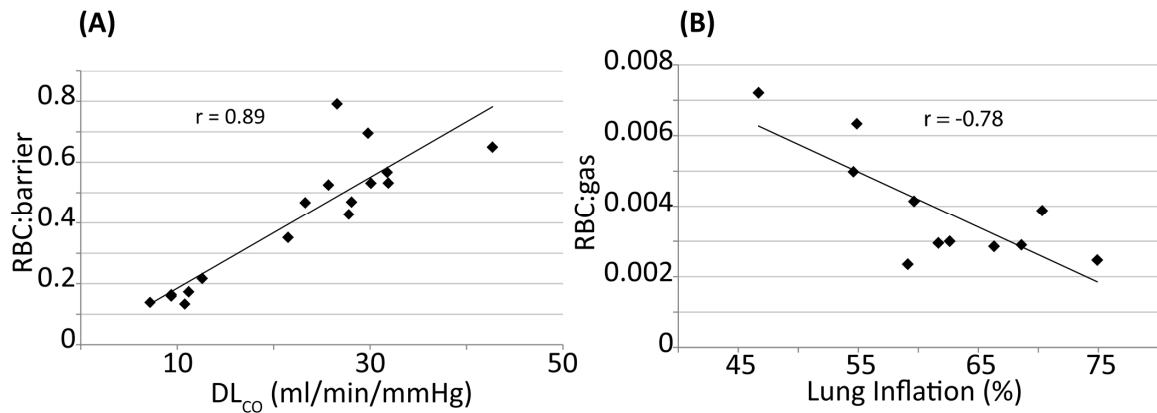 (A)
RBC:barrier
0.8
0.6
0.4
0.2
0
r = 0.89
10 30 50
DLCO (ml/min/mmHg)
(B)
RBC:gas
0.008
0.006
0.004
0.002
0
r = -0.78
45 55 65 75
Lung Inflation (%)